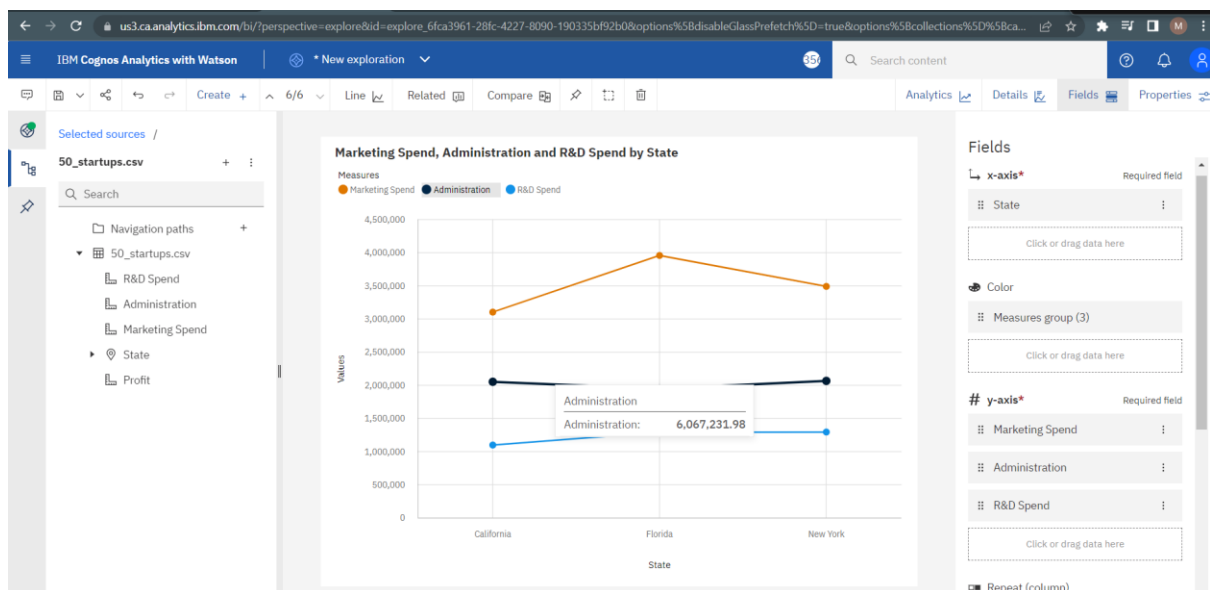 us3.ca.analytics.ibm.com/bi/?perspective=explore&id=explore_6fca3961-28fc-4227-8090-190335bf92b0&options%5BdisableGlassPrefetch%5D=true&options%5Bcollections%5D%5Bca...
M
IBM Cognos Analytics with Watson
* New exploration
Search content
Create +
6/6
Line
Related
Compare
Analytics
Details
Fields
Properties
Selected sources /
50_startups.csv
Search
Navigation paths
50_startups.csv
R&D Spend
Administration
Marketing Spend
State
Profit
Marketing Spend, Administration and R&D Spend by State
Measures
Marketing Spend Administration R&D Spend
4,500,000
4,000,000
3,500,000
3,000,000
2,500,000
2,000,000
1,500,000
1,000,000
500,000
0
Values
Administration
Administration: 6,067,231.98
California Florida New York
State
Fields
x-axis* Required field
State
Click or drag data here
Color
Measures group (3)
Click or drag data here
# y-axis* Required field
Marketing Spend
Administration
R&D Spend
Click or drag data here
Repeat (column)